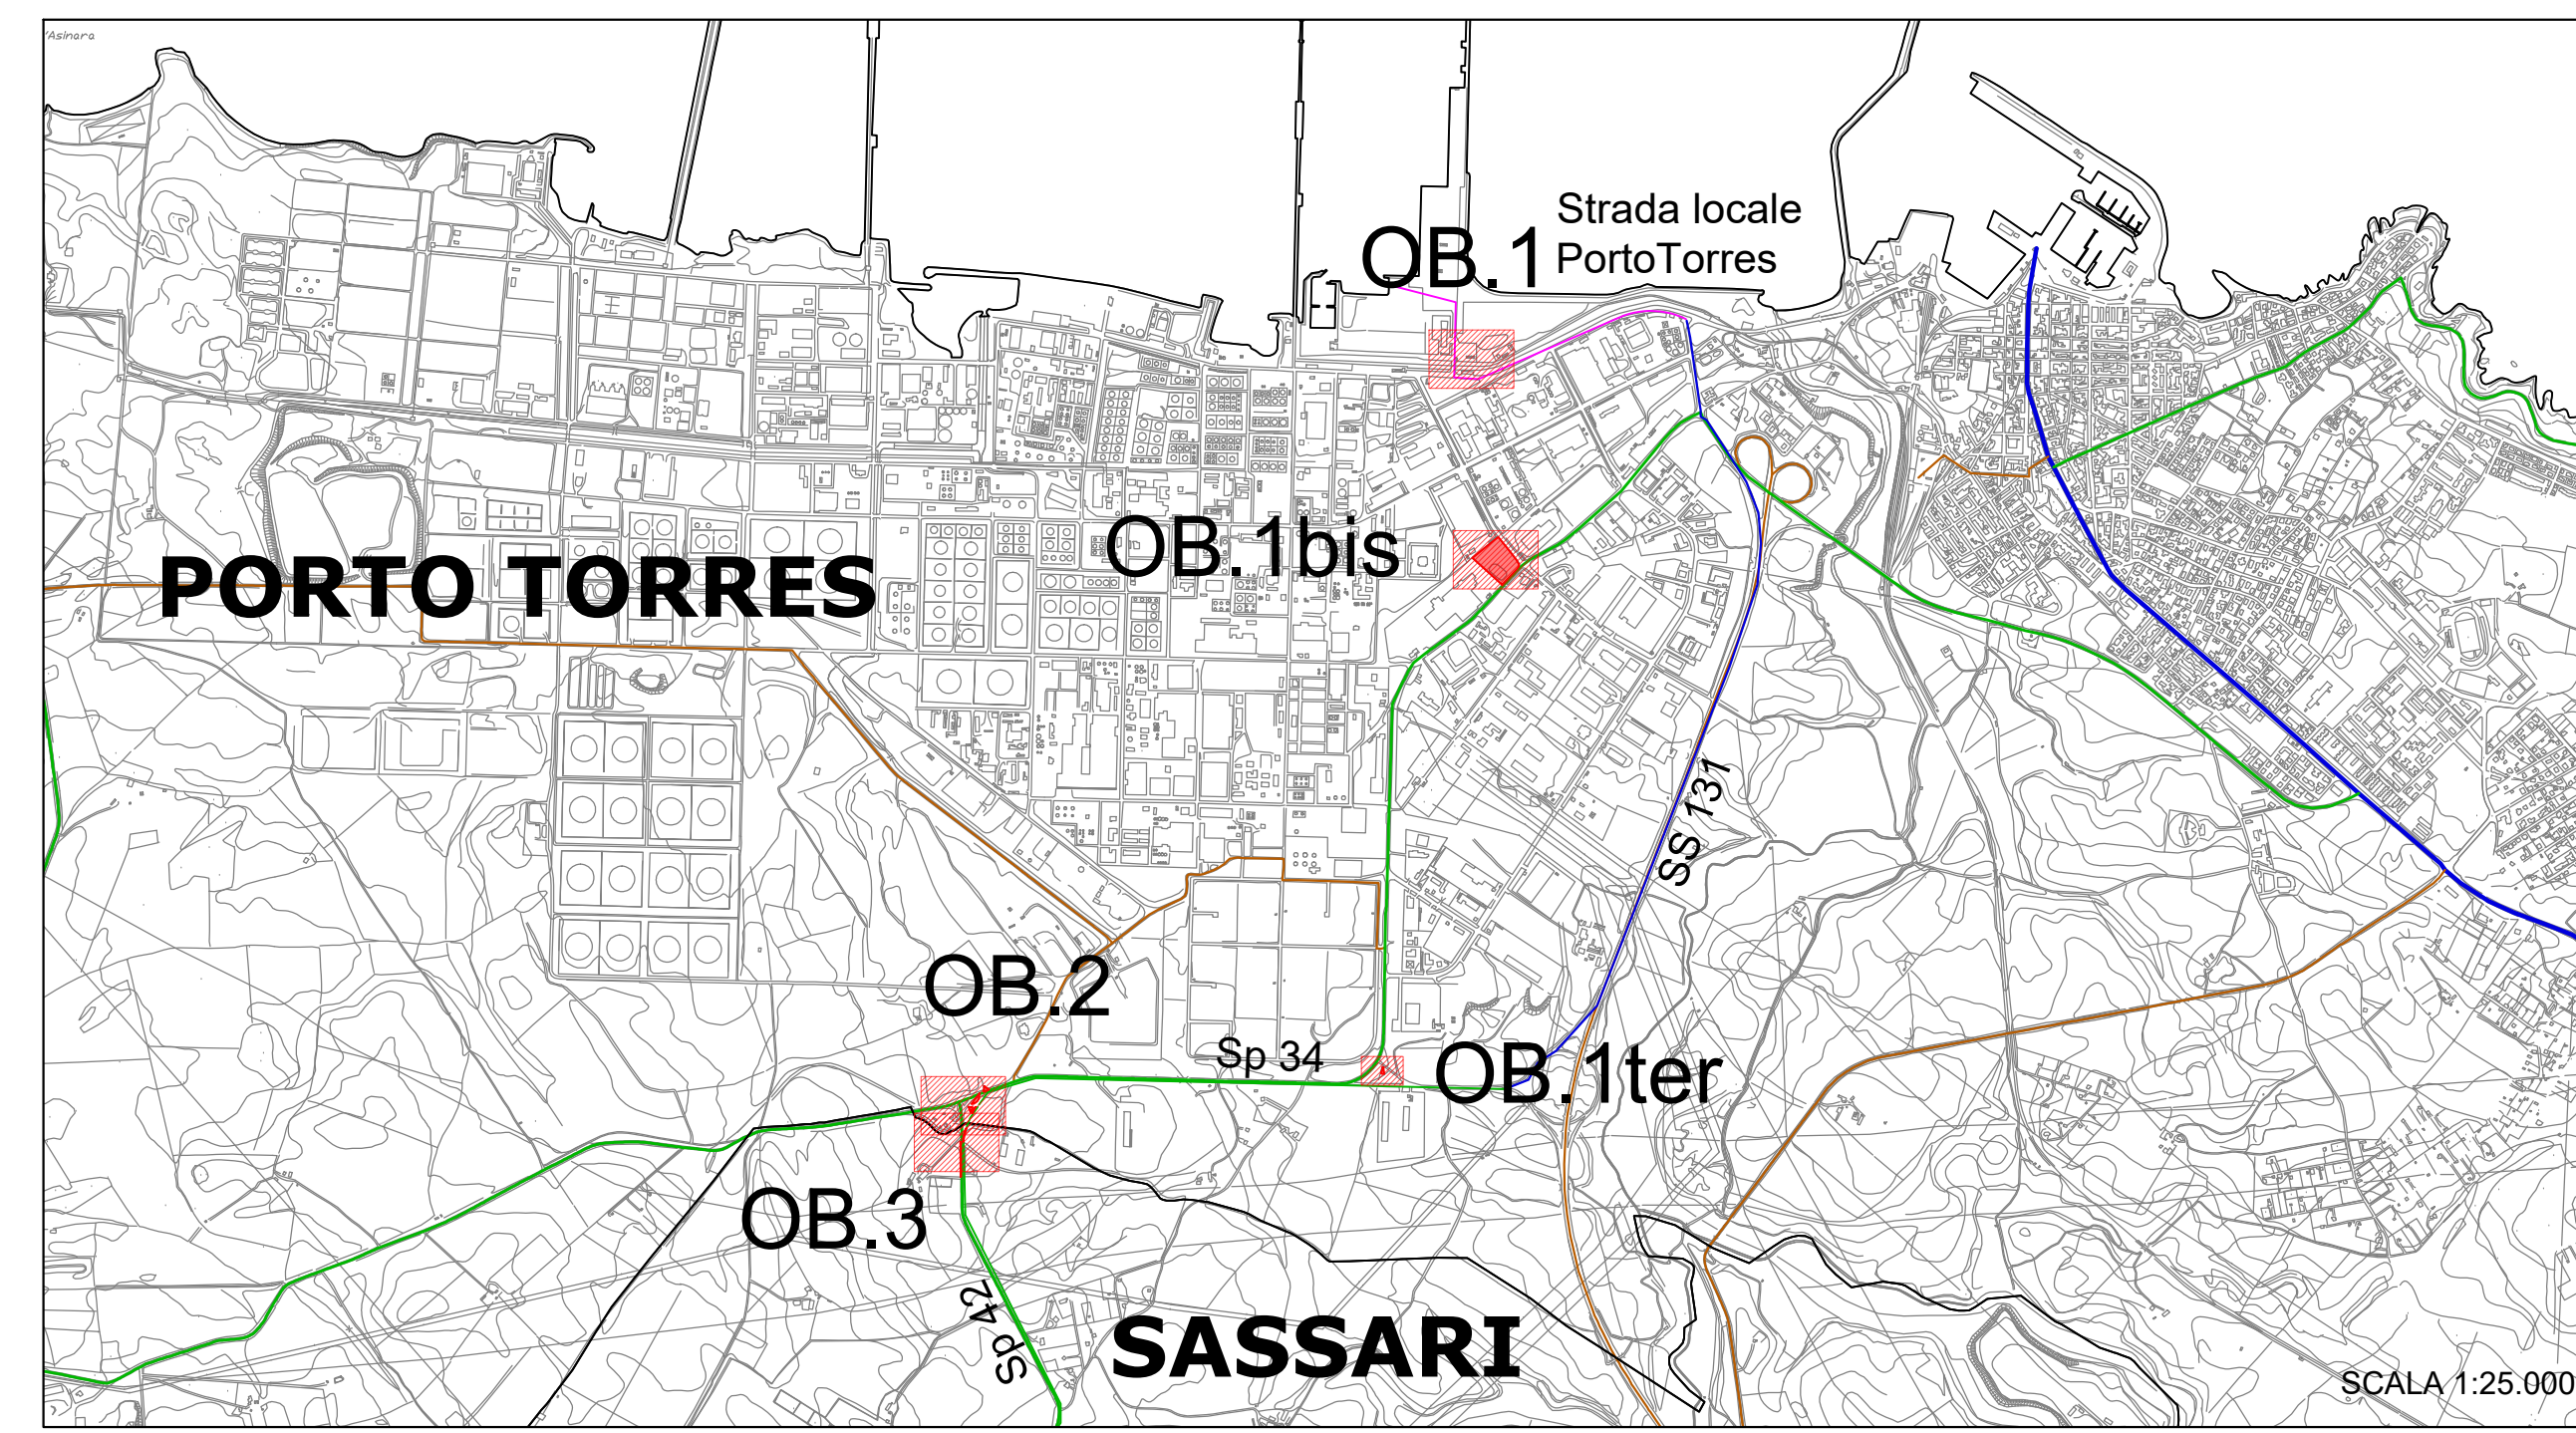 'Asinara
Strada locale
OB.1
PortoTorres
OB.1bis
PORTO TORRES
SS 131
OB.2
Sp 34
OB.1ter
OB.3
Sp 42
SASSARI
SCALA 1:25.000